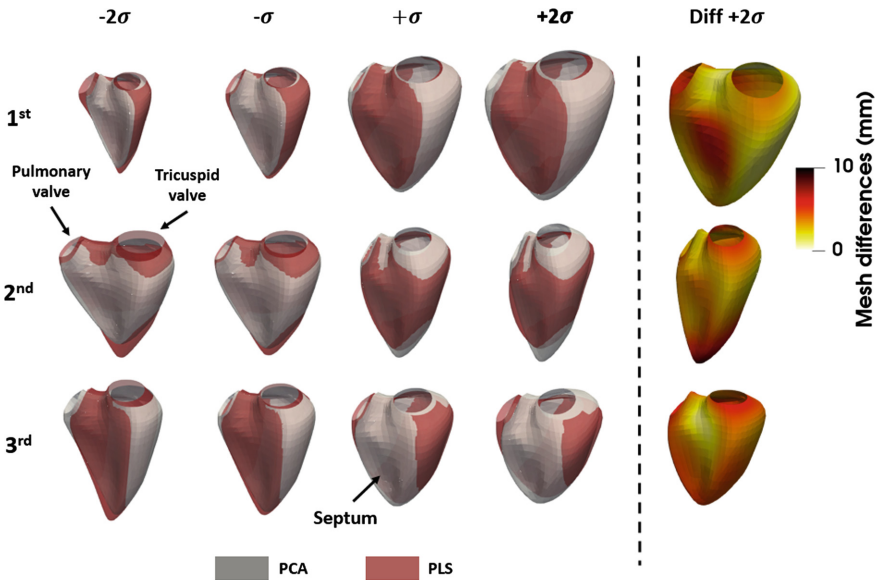 -2σ -σ +σ +2σ Diff +2σ
1st
Pulmonary
valve
Tricuspid
valve
10
0
Mesh differences (mm)
2nd
3rd
Septum
PCA PLS